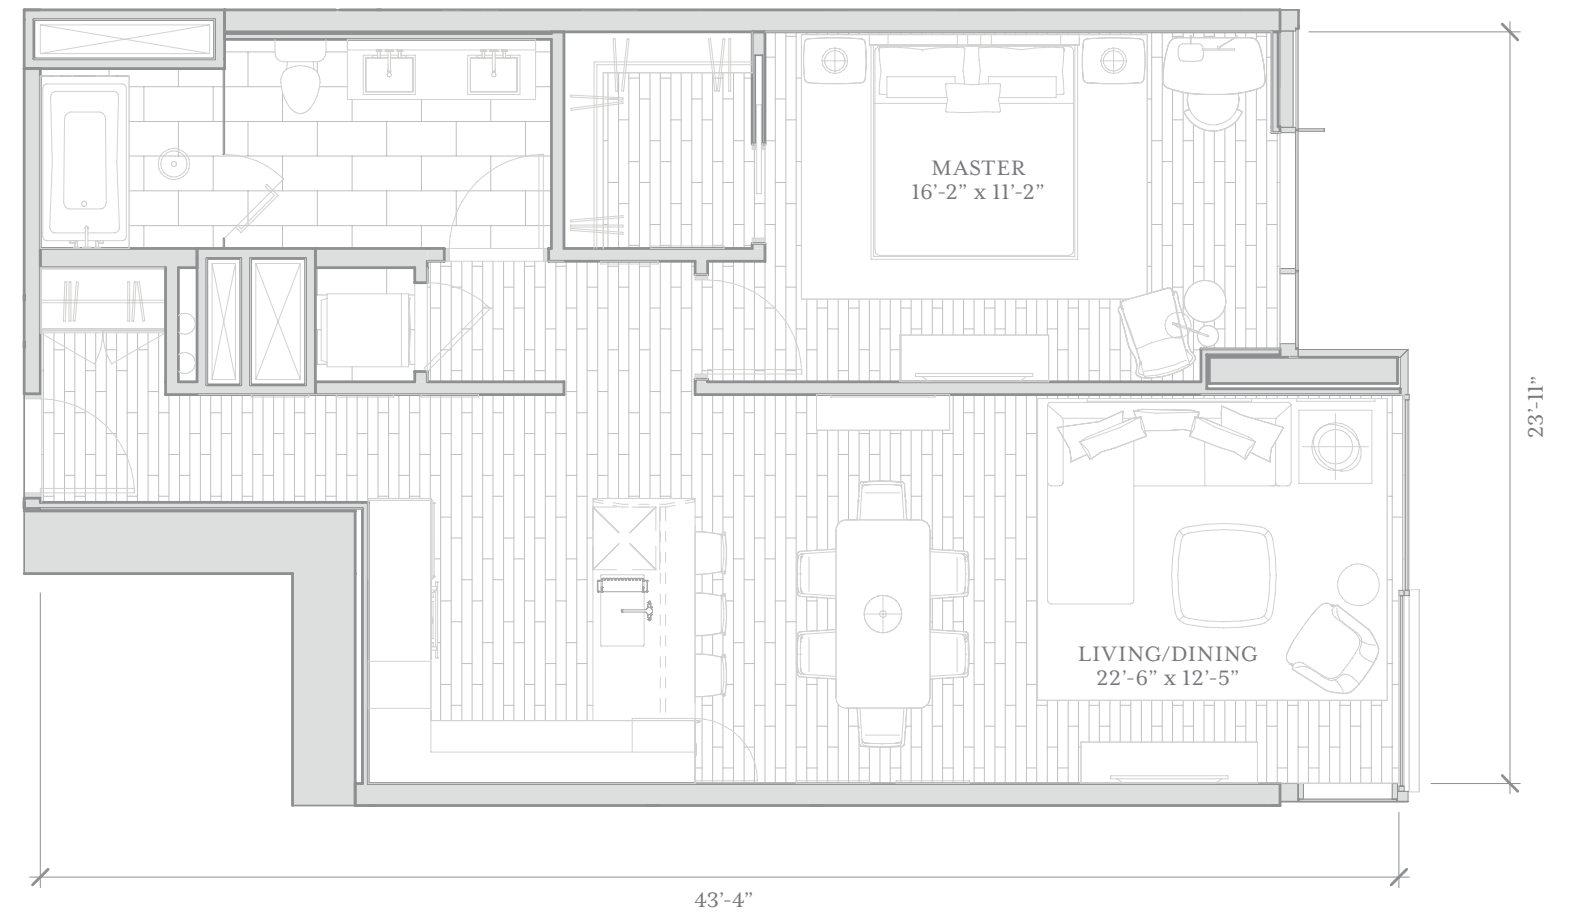 MASTER
16’-2” x 11’-2”
23’-11”
LIVING/DINING
22’-6” x 12’-5”
43’-4”